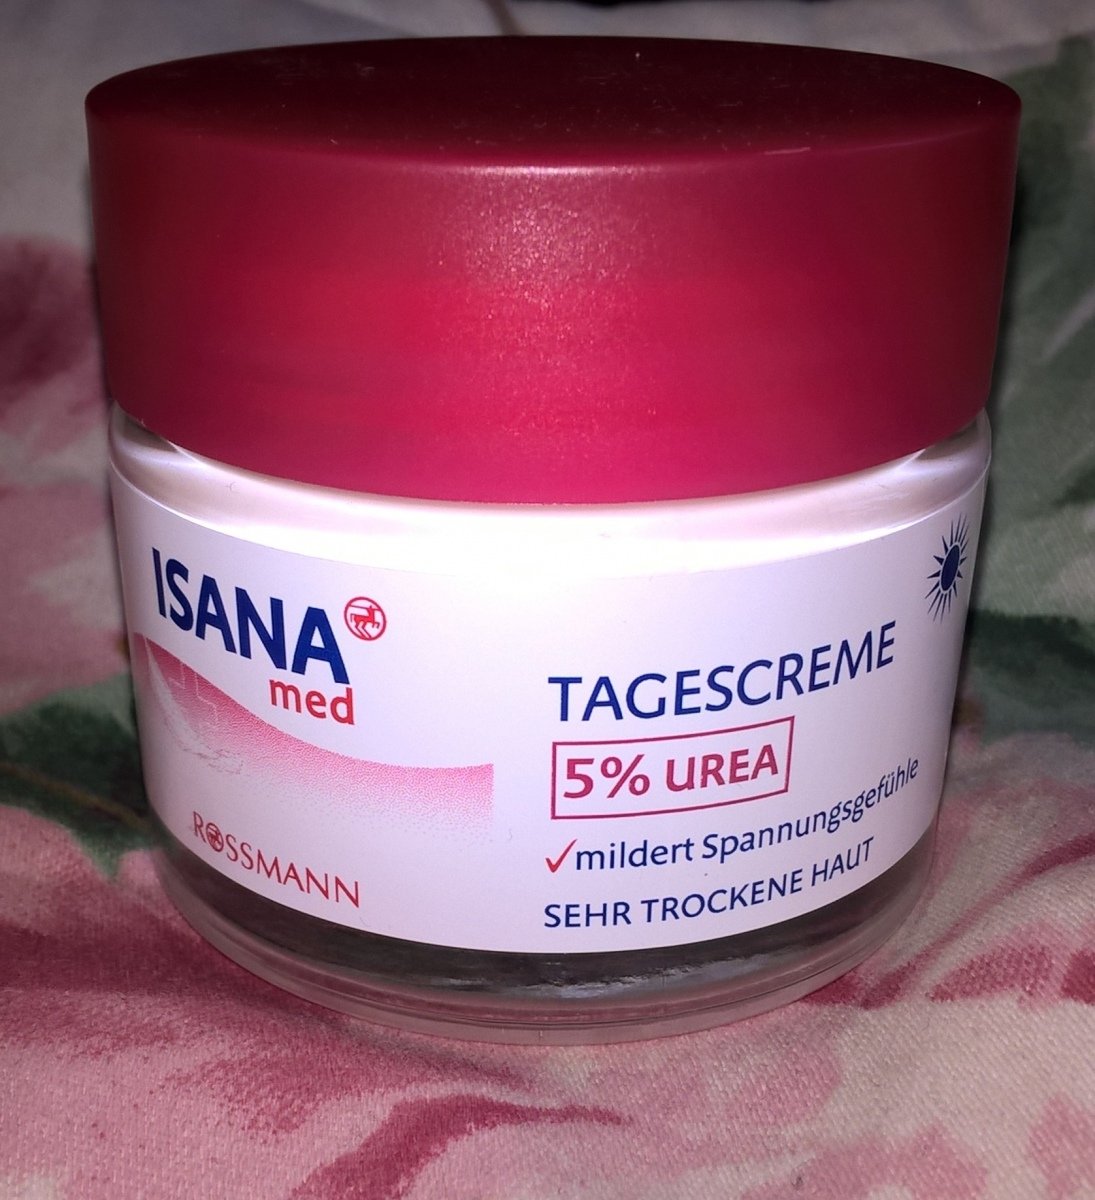 ISANA
med
ROSSMANN
TAGESCREME
5% UREA
mildert Spannungsgefühle
SEHR TROCKENE HAUT